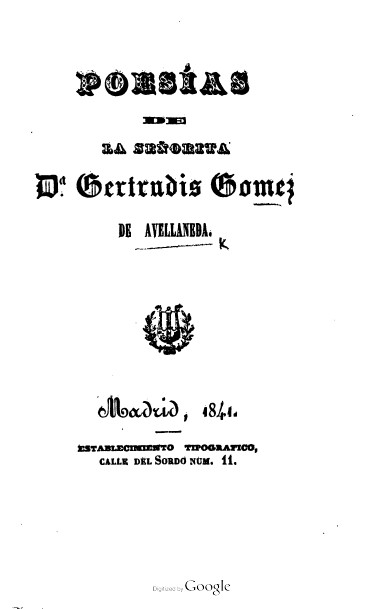 POESÍAS
DE
LA SEÑORITA
D.ª Gertrudis Gomez
DE AVELLANEDA.
K
Madrid, 1841.
ESTABLECIMIENTO TIPOGRAFICO,
CALLE DEL SORDO NUM. 11.
Digitized by Google